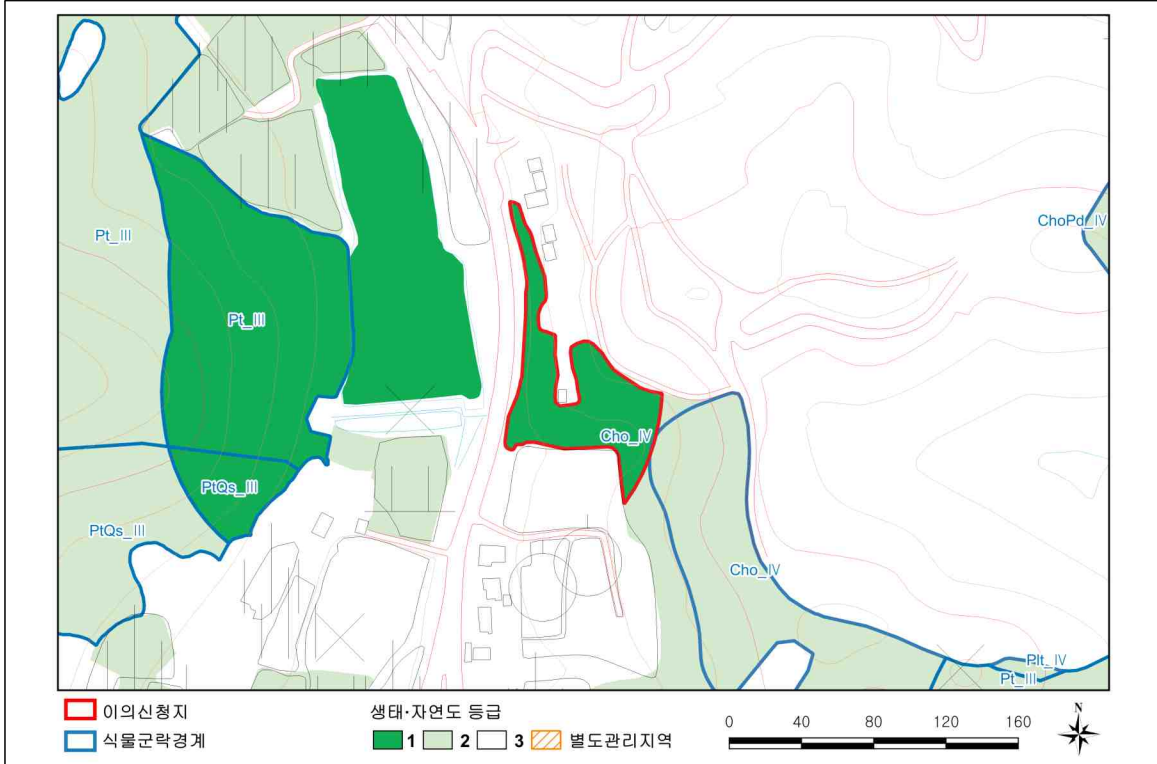 ChoPd_IV
Pt_III
Pt_III
Cho_IV
PtQs_III
PtQs_III
Cho_IV
Plt_IV
Pt_III
이의신청지
식물군락경계
생태·자연도 등급
1 2 3 별도관리지역
0 40 80 120 160
N